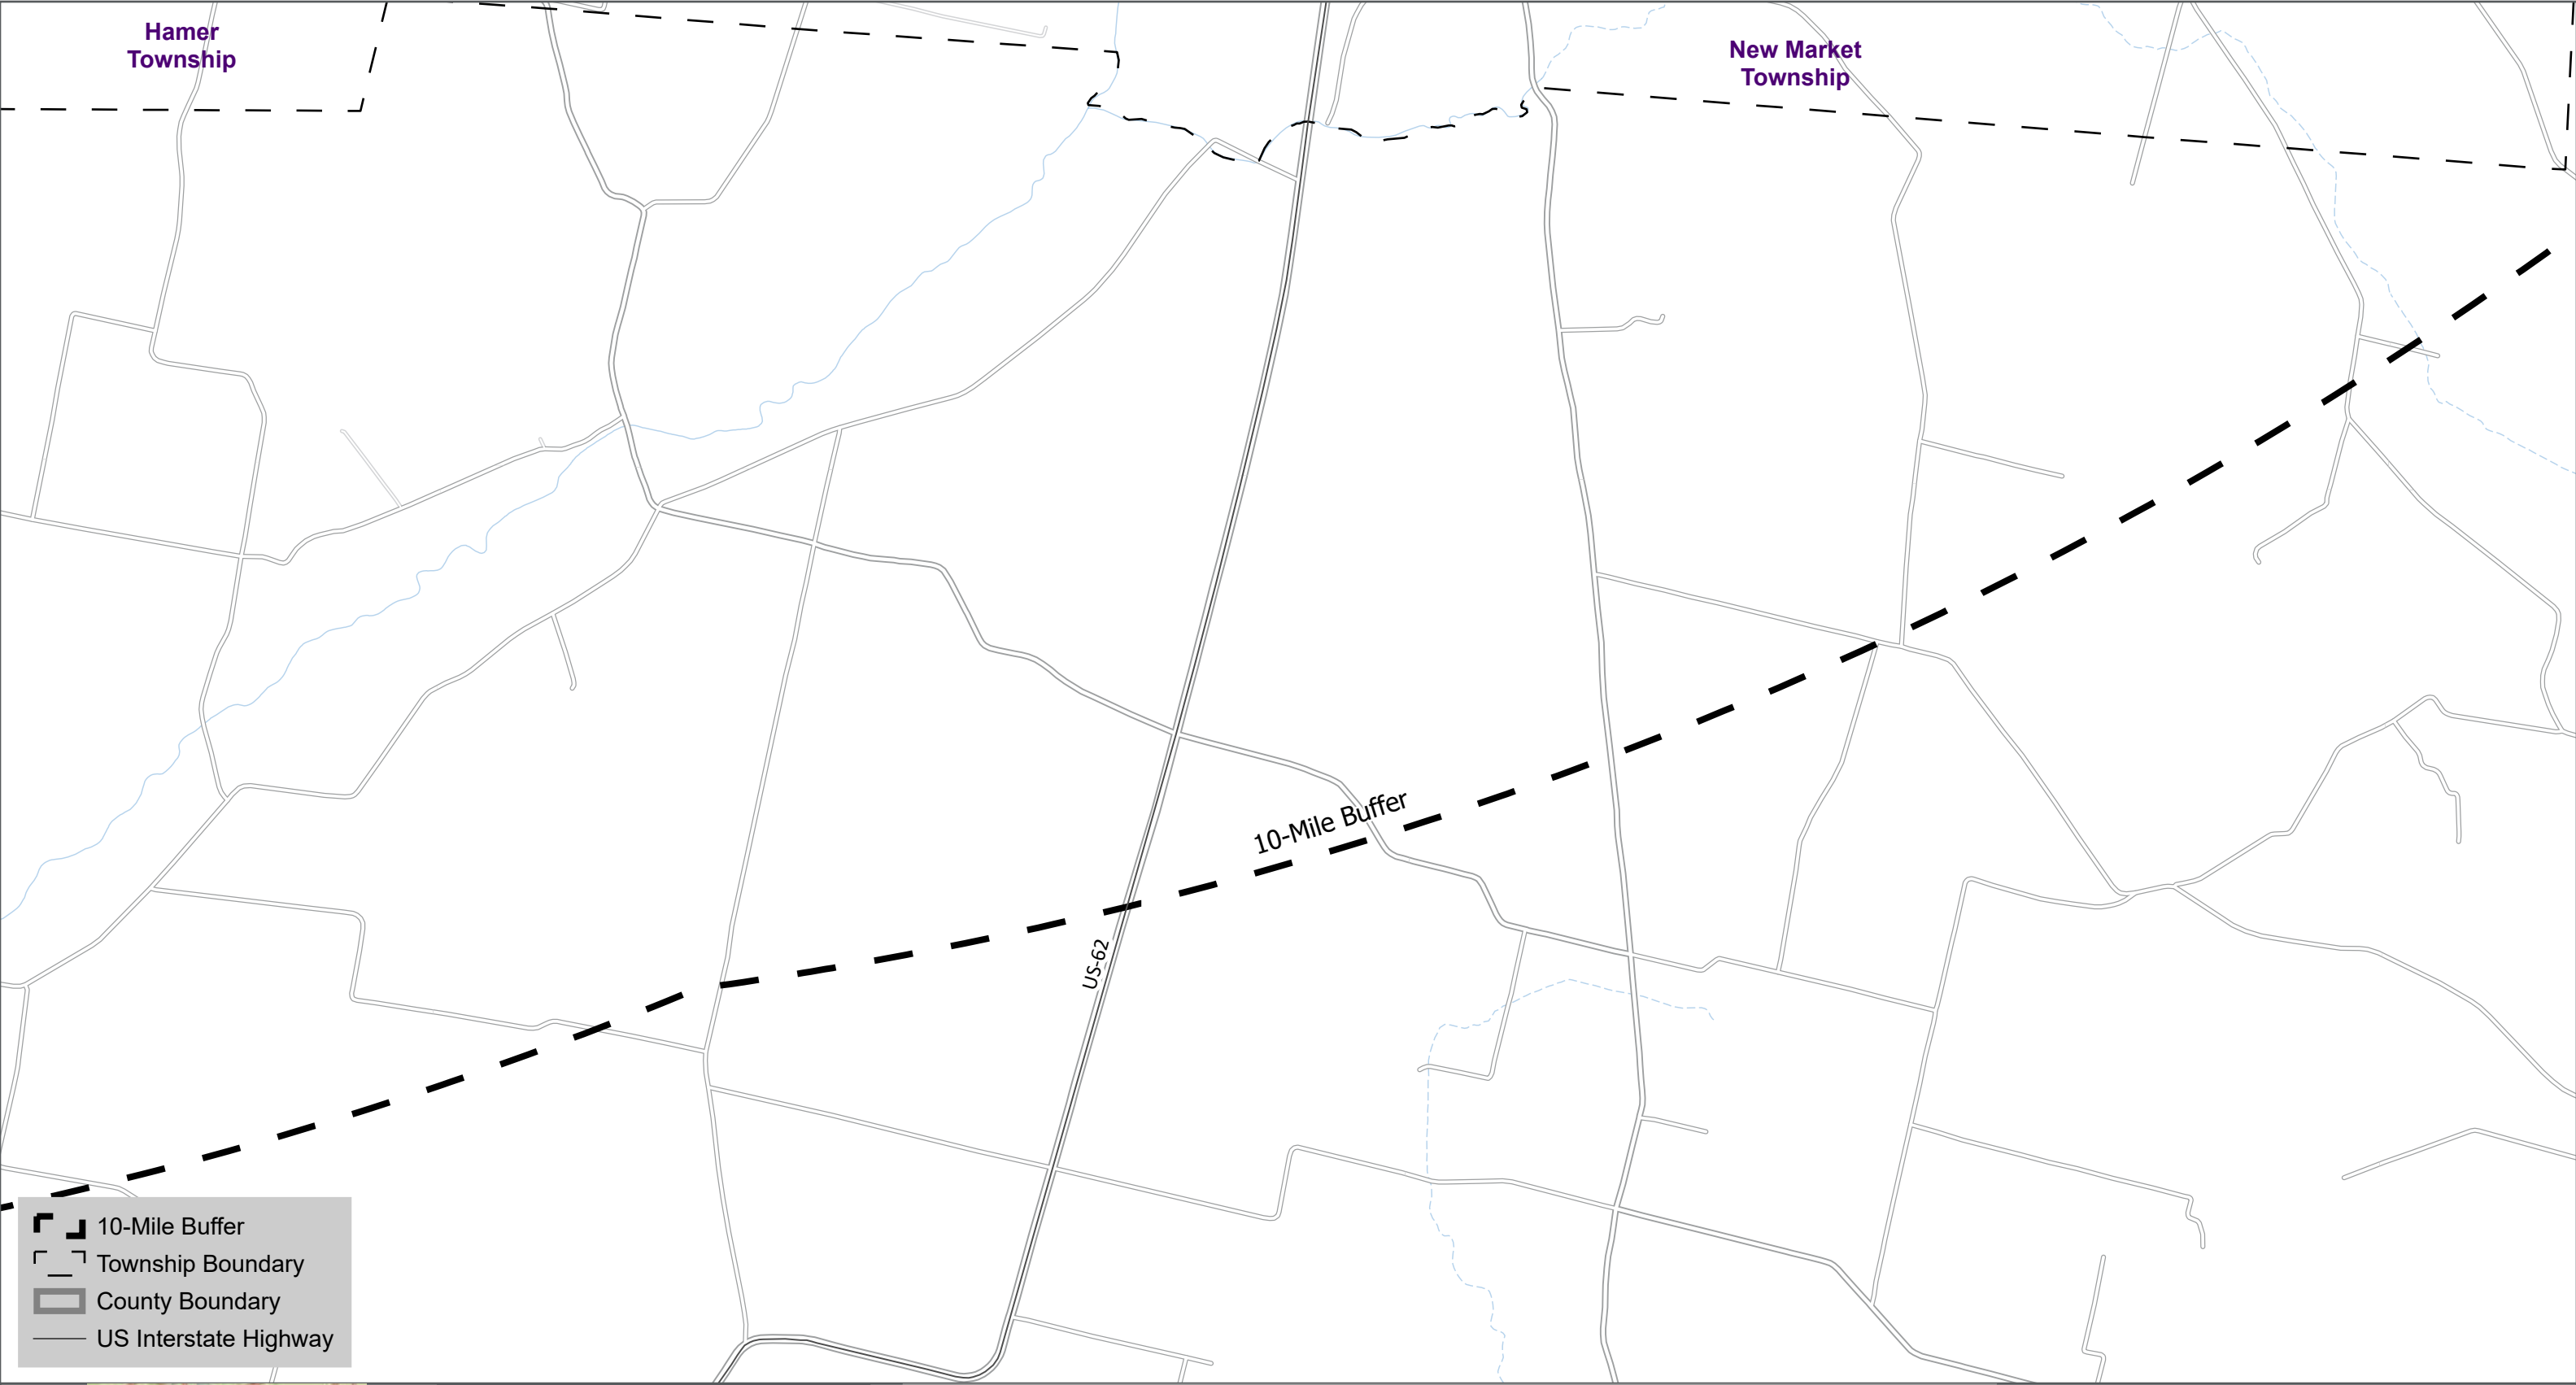 Hamer
Township
New Market
Township
10-Mile Buffer
US-62
10-Mile Buffer
Township Boundary
County Boundary
US Interstate Highway